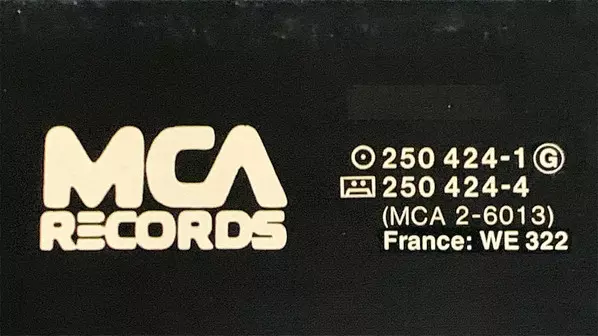 MCA
RECORDS
250 424-1 G
250 424-4
(MCA 2-6013)
France: WE 322